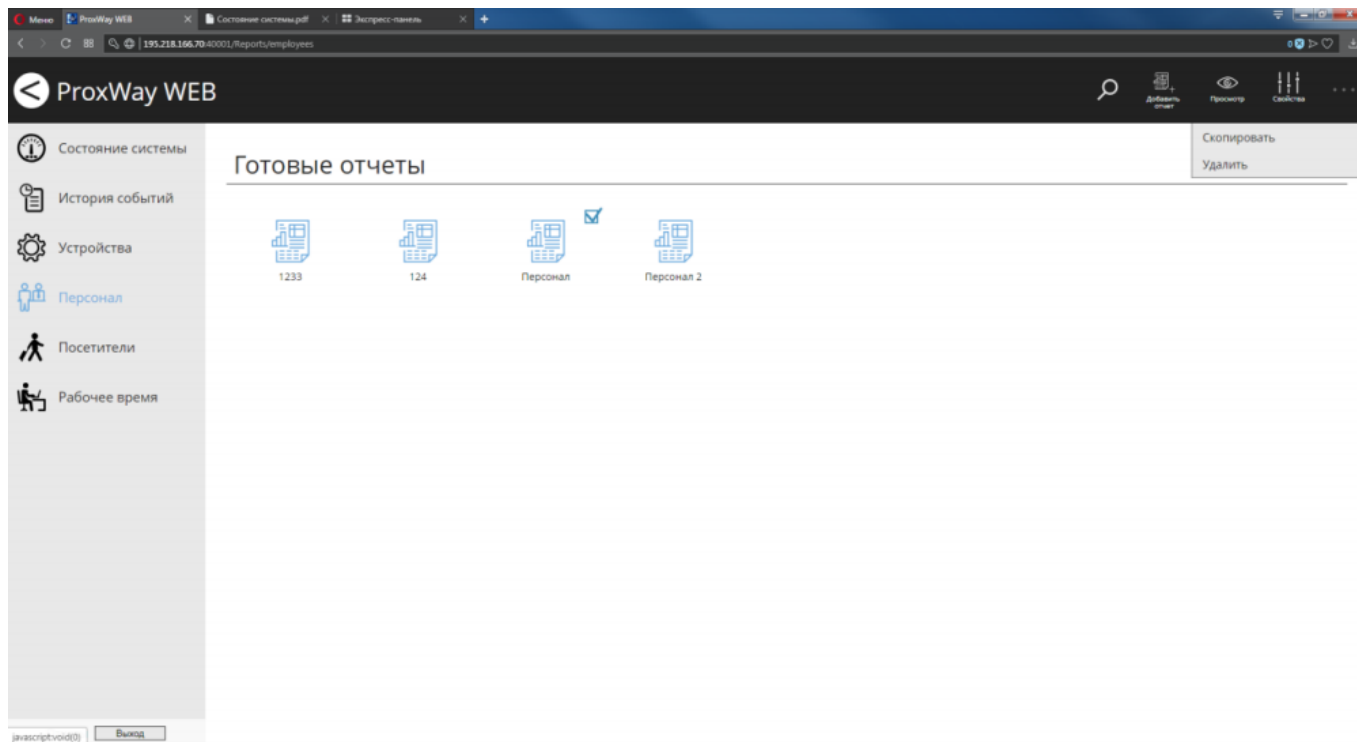 Меню ProxWay WEB Состояние системы.pdf Экспресс-панель
195.218.166.70:40001/Reports/employees 0
ProxWay WEB
Добавить отчет
Просмотр
Свойства
Скопировать
Удалить
Состояние системы
История событий
Устройства
Персонал
Посетители
Рабочее время
Готовые отчеты
1233 124 Персонал Персонал 2
javascript:void(0) Выход